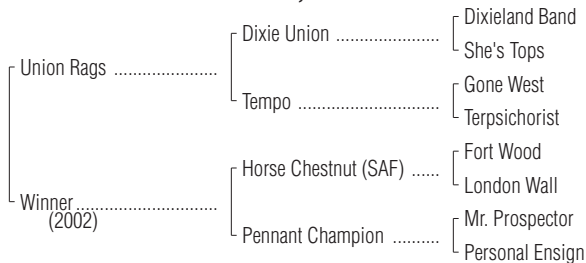 Dixieland Band
Dixie Union ....................
She's Tops
Union Rags ....................
Gone West
Tempo ...........................
Terpsichorist
Fort Wood
Horse Chestnut (SAF) ......
London Wall
Winner...........................
(2002)
Mr. Prospector
Pennant Champion ..........
Personal Ensign